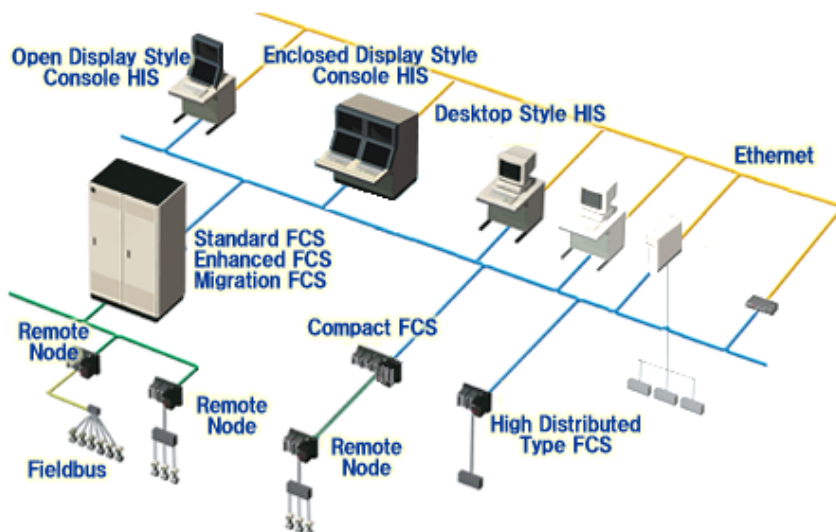 Open Display Style
Console HIS
Enclosed Display Style
Console HIS
Desktop Style HIS
Ethernet
Standard FCS
Enhanced FCS
Migration FCS
Compact FCS
Remote
Node
Remote
Node
Remote
Node
High Distributed
Type FCS
Fieldbus